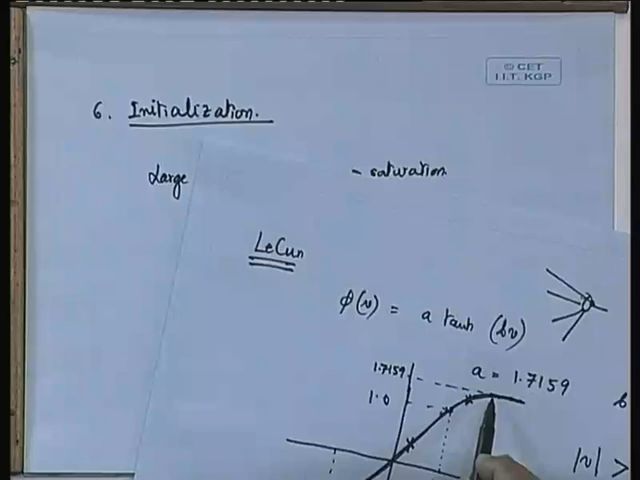 © CET
I.I.T. KGP
6. Initialization.
Large - saturation
LeCun
φ(v) = a tanh (bv)
a = 1.7159
1.7159
1.0
b
|v| >